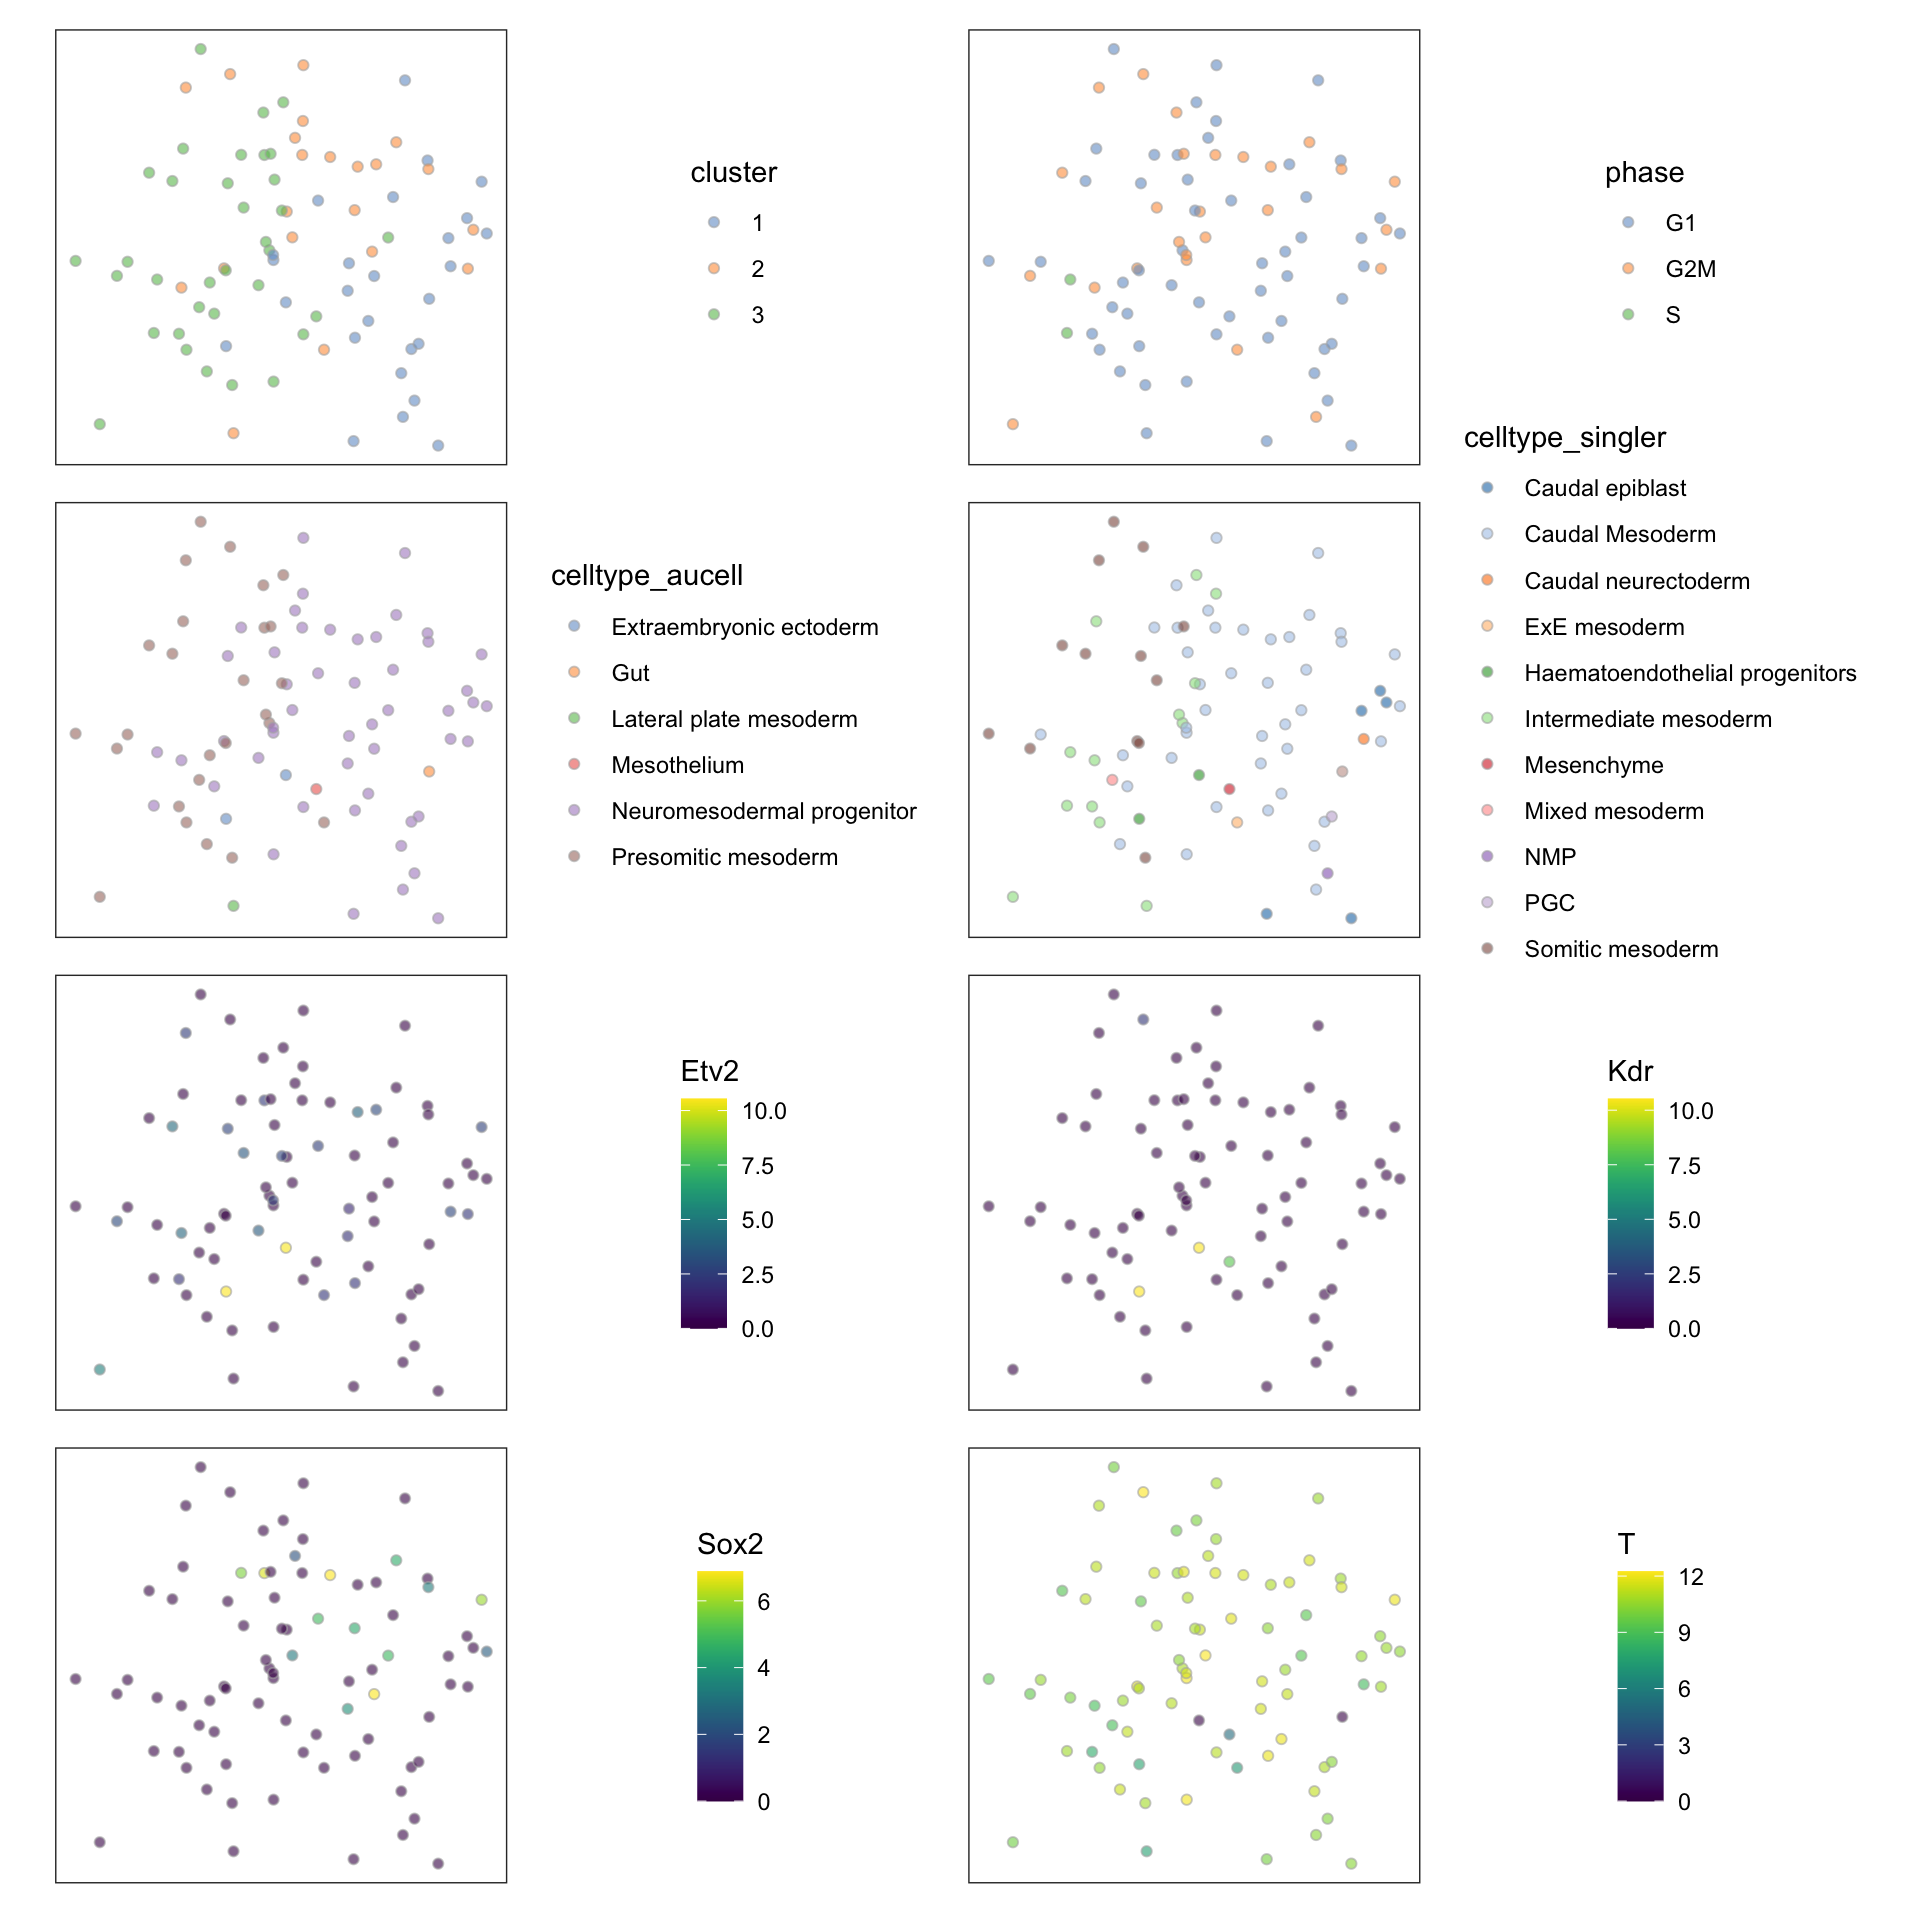 cluster
1
2
3
phase
G1
G2M
S
celltype_aucell
Extraembryonic ectoderm
Gut
Lateral plate mesoderm
Mesothelium
Neuromesodermal progenitor
Presomitic mesoderm
celltype_singler
Caudal epiblast
Caudal Mesoderm
Caudal neurectoderm
ExE mesoderm
Haematoendothelial progenitors
Intermediate mesoderm
Mesenchyme
Mixed mesoderm
NMP
PGC
Somitic mesoderm
Etv2
10.0
7.5
5.0
2.5
0.0
Kdr
10.0
7.5
5.0
2.5
0.0
Sox2
6
4
2
0
T
12
9
6
3
0